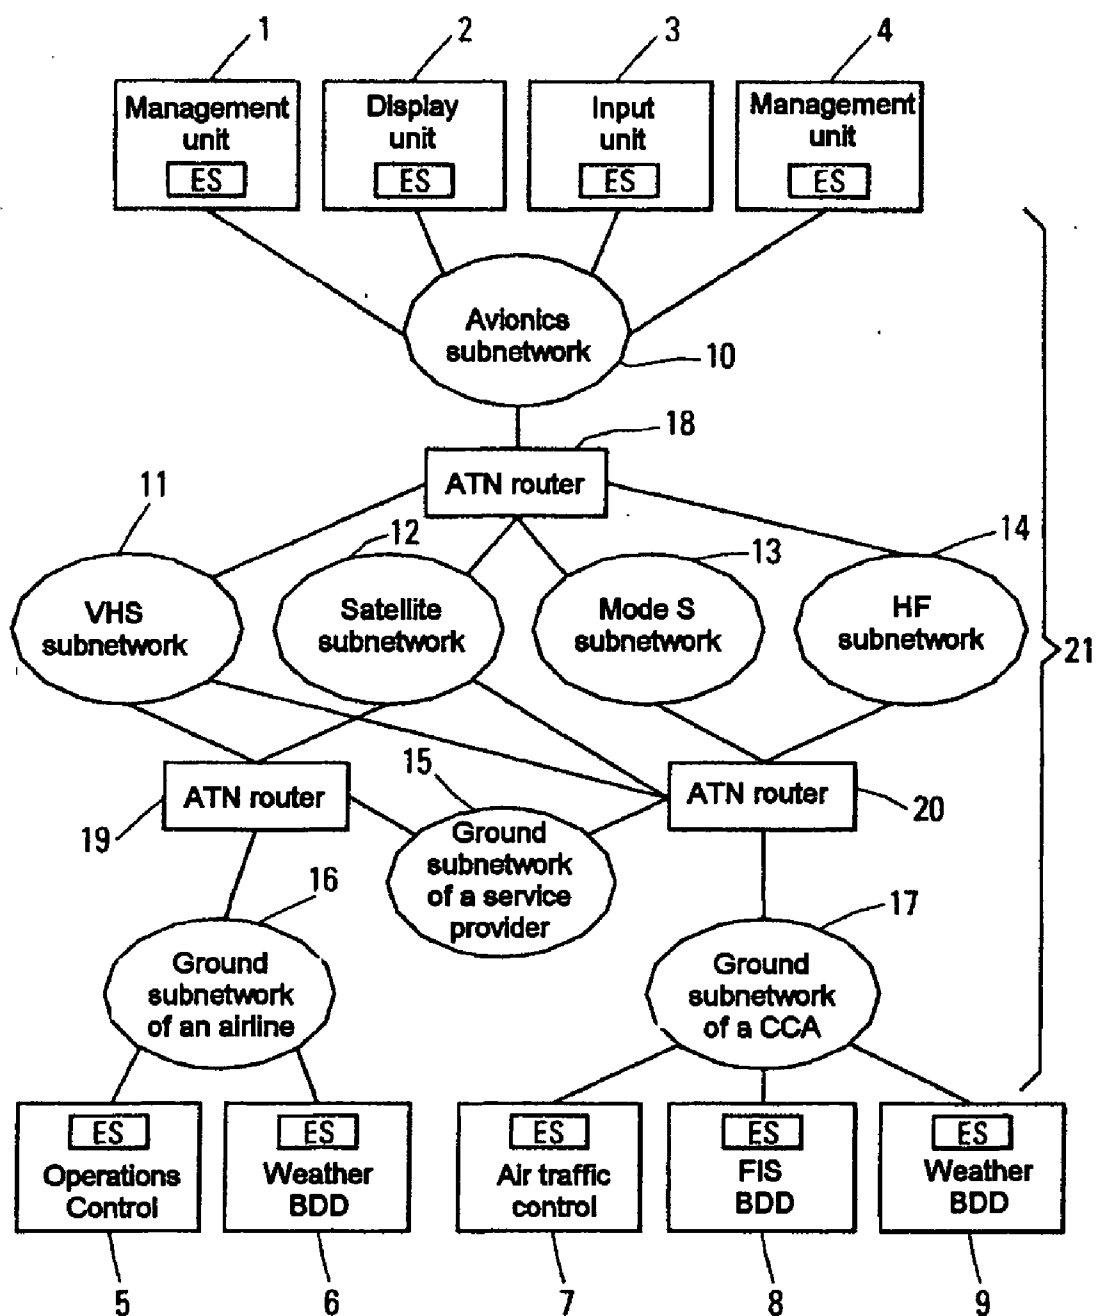 1
2
3
4
Management
unit
ES
Display
unit
ES
Input
unit
ES
Management
unit
ES
Avionics
subnetwork
10
18
ATN router
11
12
13
14
VHS
subnetwork
Satellite
subnetwork
Mode S
subnetwork
HF
subnetwork
21
15
ATN router
19
ATN router
20
Ground
subnetwork
of a service
provider
16
17
Ground
subnetwork
of an airline
Ground
subnetwork
of a CCA
ES
Operations
Control
ES
Weather
BDD
ES
Air traffic
control
ES
FIS
BDD
ES
Weather
BDD
5
6
7
8
9